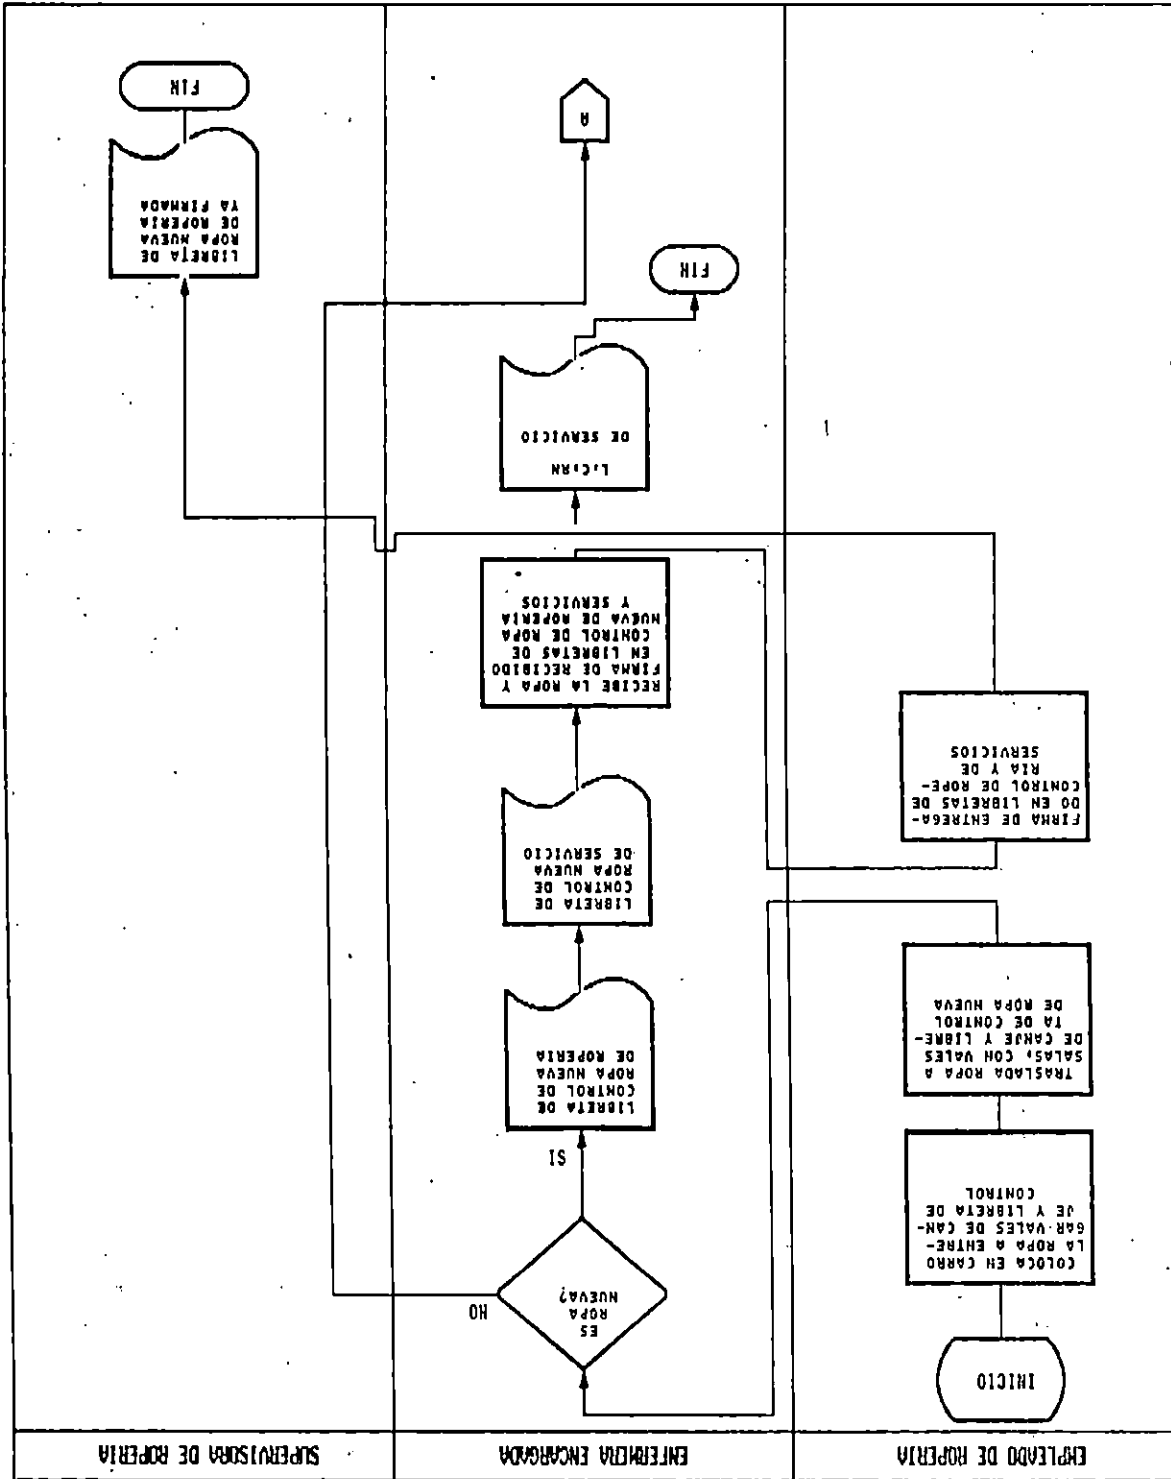 EMPLEADO DE ROPERIA
ENFERMERA ENCARGADA
SUPERVISORA DE ROPERIA
INICIO
COLOCA EN CARRO
LA ROPA A ENTRE-
GAR VALES DE CAN-
JE Y LIBRETA DE
CONTROL
TRASLADA ROPA A
SALAS, CON VALES
DE CANJE Y LIBRE-
TA DE CONTROL
DE ROPA NUEVA
ES
ROPA
NUEVA?
NO
SI
LIBRETA DE
CONTROL DE
ROPA NUEVA
DE ROPERIA
LIBRETA DE
CONTROL DE
ROPA NUEVA
DE SERVICIO
RECIBE LA ROPA Y
FIRMA DE RECIBIDO
EN LIBRETAS DE
CONTROL DE ROPA
NUEVA DE ROPERIA
Y SERVICIOS
FIRMA DE ENTREGA-
DO EN LIBRETAS DE
CONTROL DE ROPE-
RIA Y DE
SERVICIOS
L.C.RN
DE SERVICIO
FIN
A
LIBRETA DE
ROPA NUEVA
DE ROPERIA
YA FIRMADA
FIN